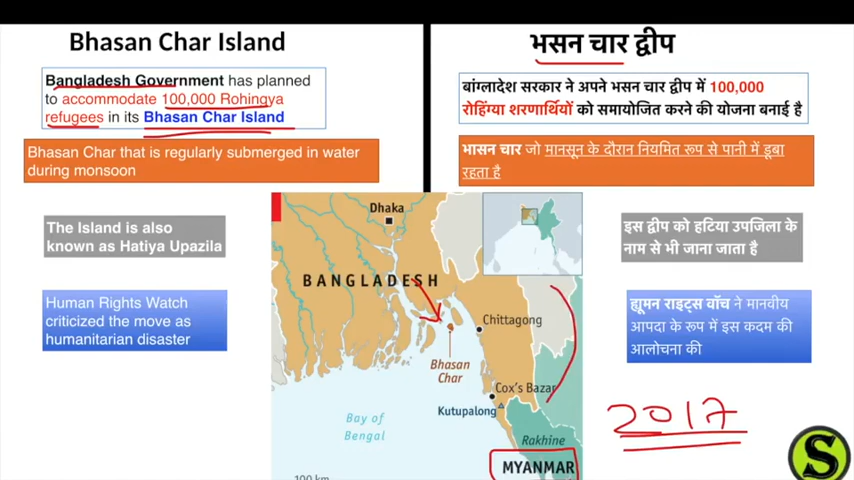 Bhasan Char Island
Bangladesh Government has planned
to accommodate 100,000 Rohingya
refugees in its Bhasan Char Island
Bhasan Char that is regularly submerged in water
during monsoon
The Island is also
known as Hatiya Upazila
Human Rights Watch
criticized the move as
humanitarian disaster
भसन चार द्वीप
बांग्लादेश सरकार ने अपने भसन चार द्वीप में 100,000
रोहिंग्या शरणार्थियों को समायोजित करने की योजना बनाई है
भासन चार जो मानसून के दौरान नियमित रूप से पानी में डूबा
रहता है
इस द्वीप को हटिया उपजिला के
नाम से भी जाना जाता है
ह्यूमन राइट्स वॉच ने मानवीय
आपदा के रूप में इस कदम की
आलोचना की
Dhaka
BANGLADESH
Chittagong
Bhasan
Char
Cox's Bazar
Kutupalong
Bay of
Bengal
Rakhine
MYANMAR
100 km
2017
S